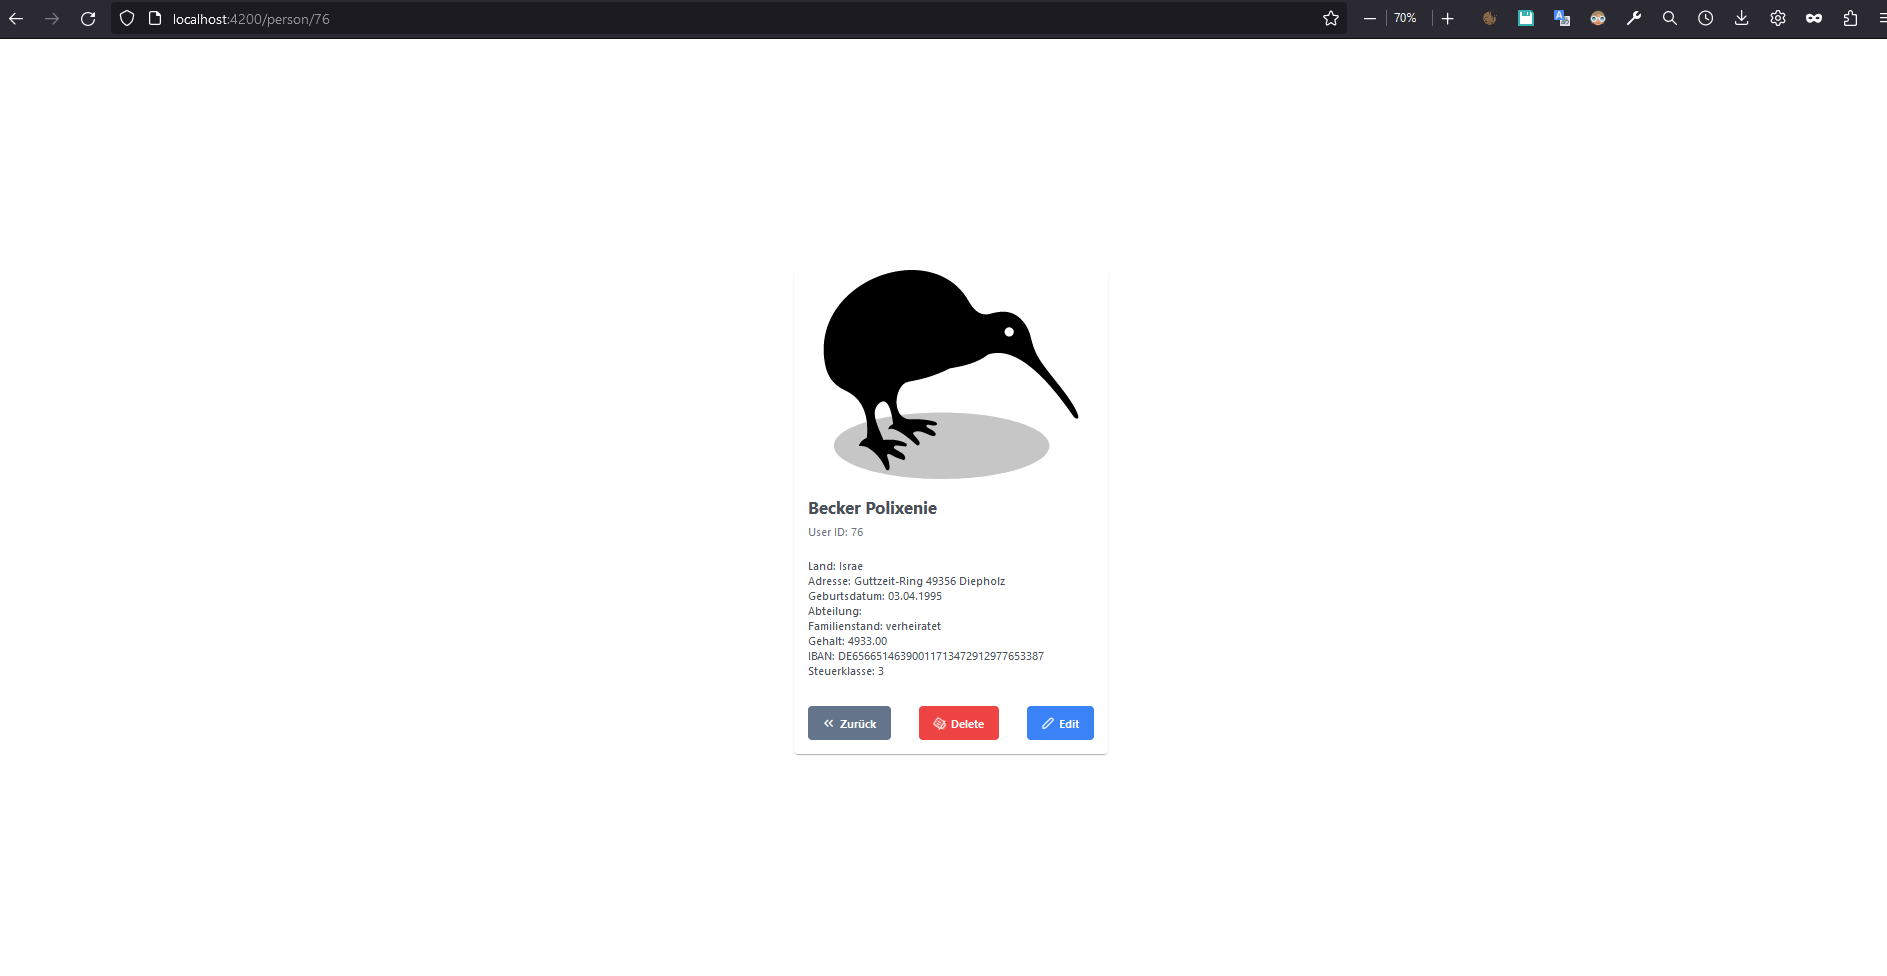 localhost:4200/person/76
70%
Becker Polixenie
User ID: 76
Land: Israe
Adresse: Guttzeit-Ring 49356 Diepholz
Geburtsdatum: 03.04.1995
Abteilung:
Familienstand: verheiratet
Gehalt: 4933.00
IBAN: DE65665146390011713472912977653387
Steuerklasse: 3
Zurück
Delete
Edit